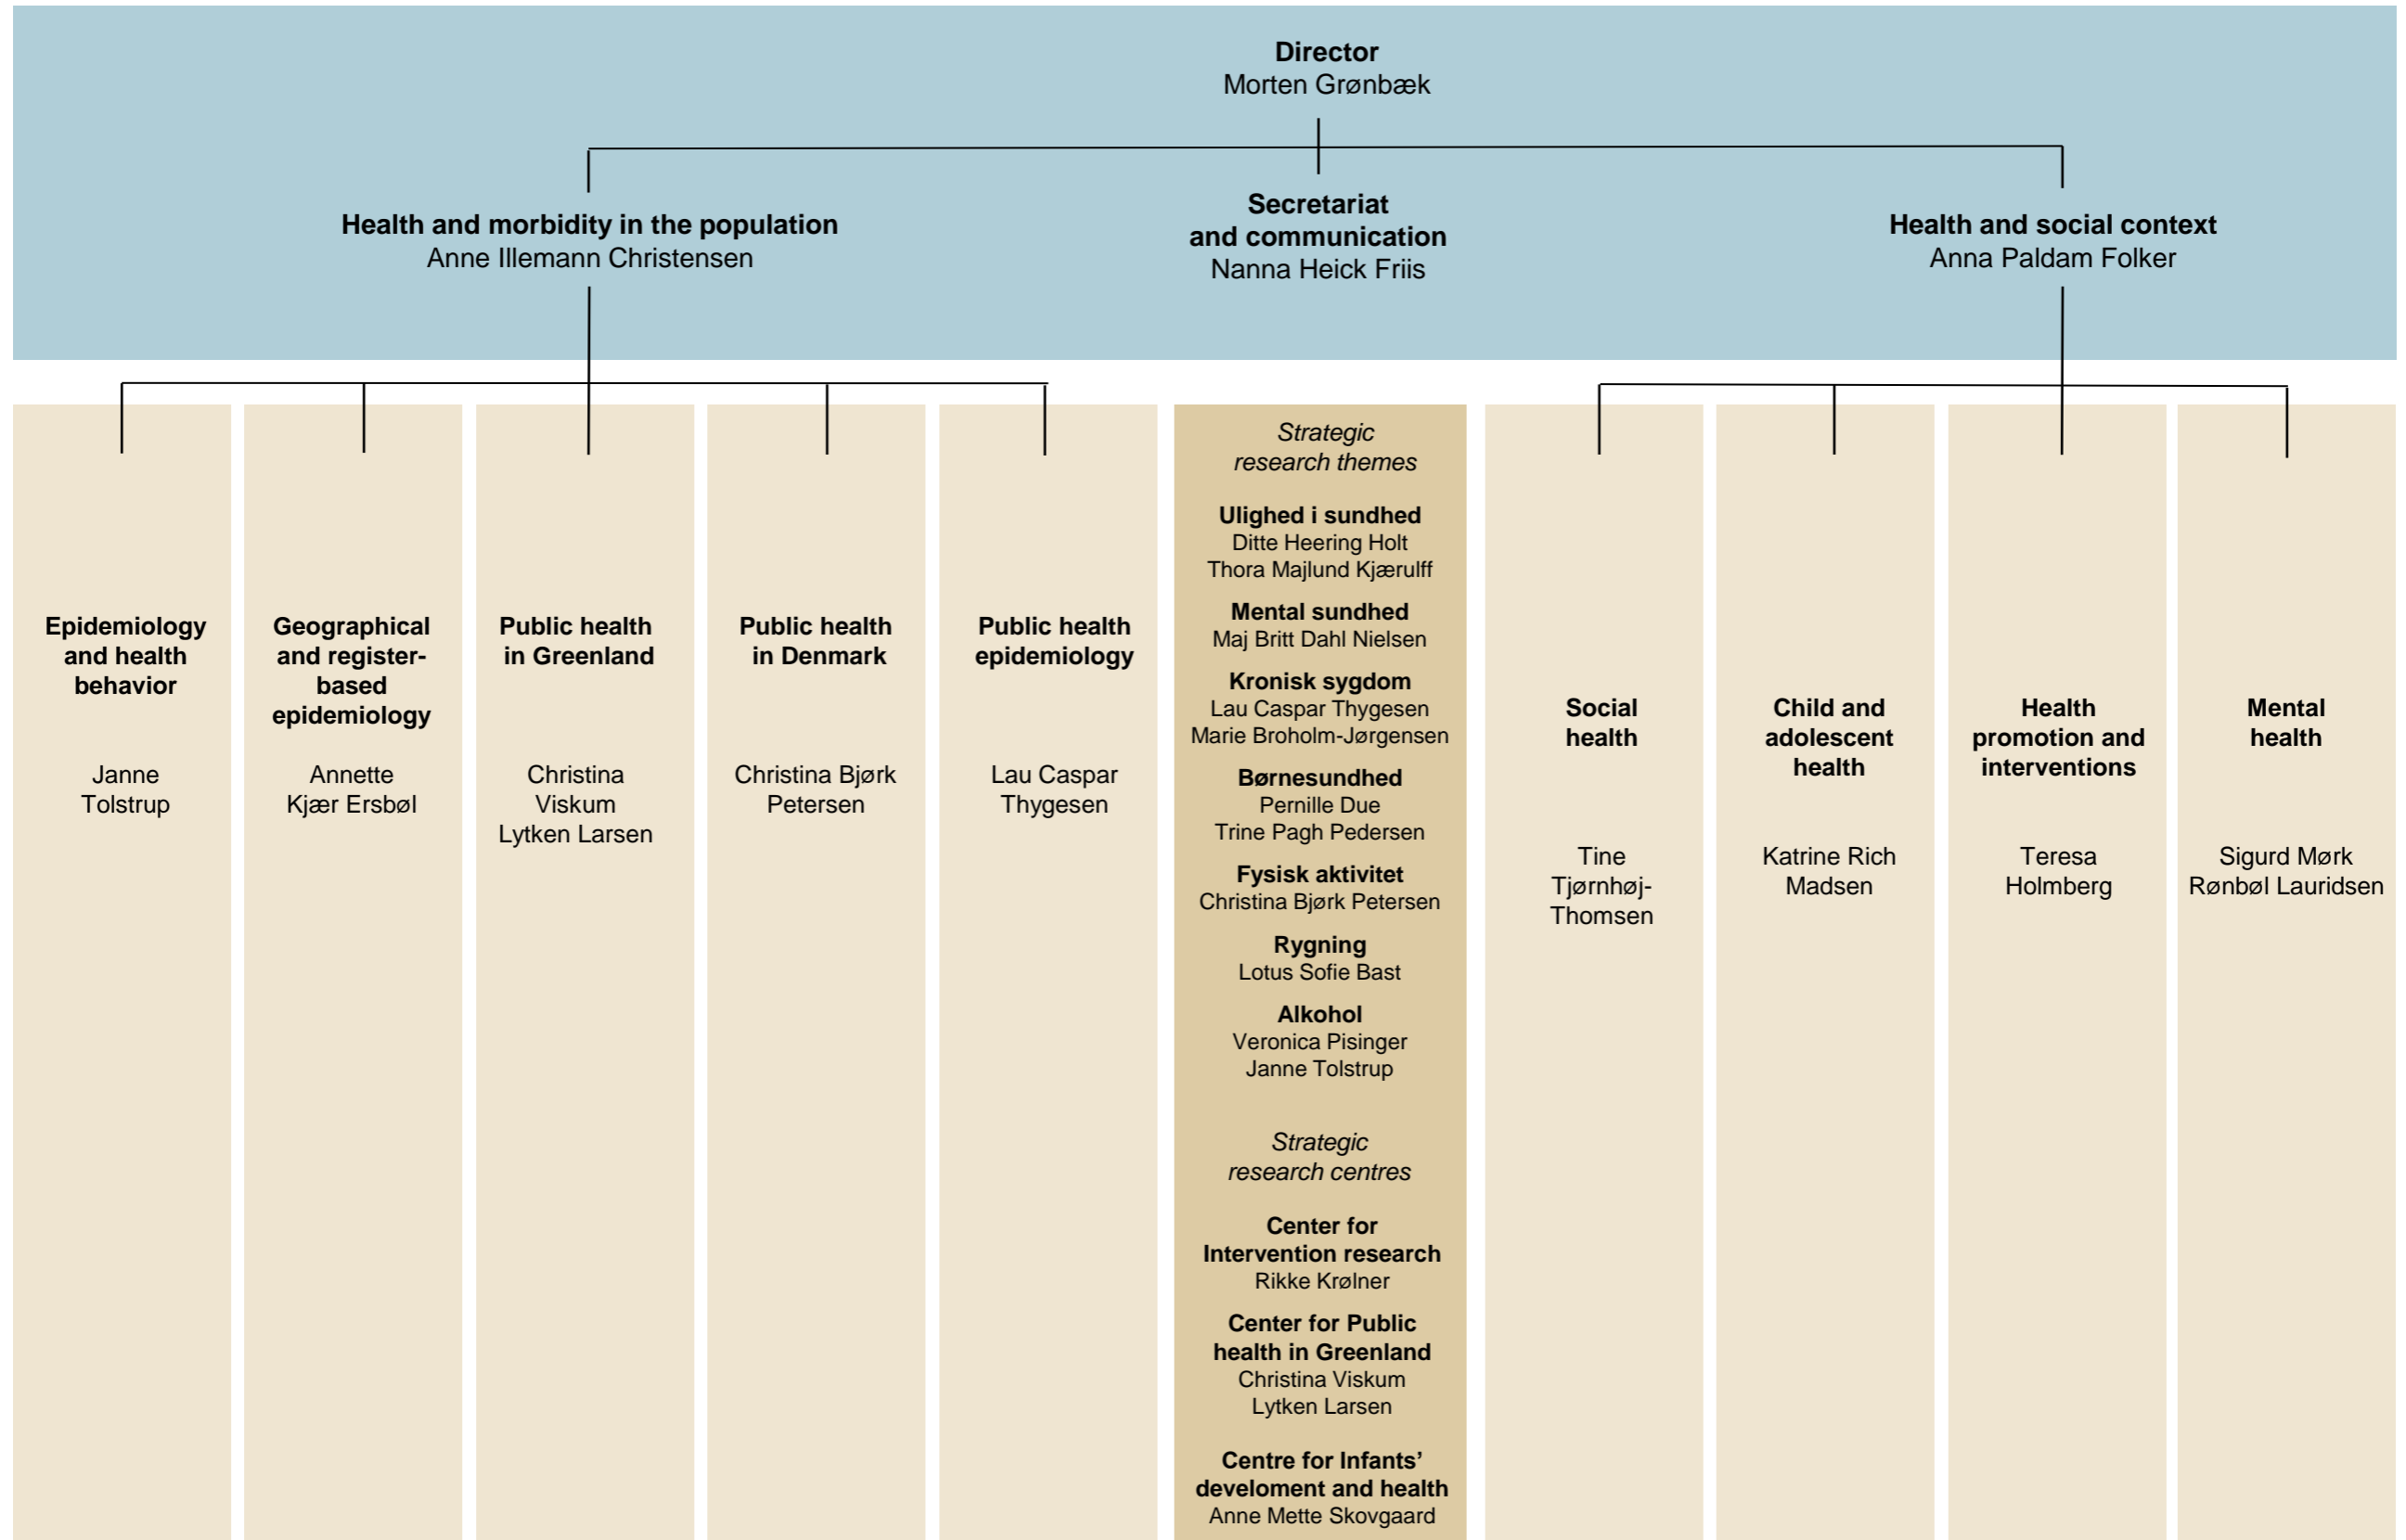 Director
Morten Grønbæk
Health and morbidity in the population
Anne Illemann Christensen
Secretariat
and communication
Nanna Heick Friis
Health and social context
Anna Paldam Folker
Epidemiology
and health
behavior
Janne
Tolstrup
Geographical
and register-
based
epidemiology
Annette
Kjær Ersbøl
Public health
in Greenland
Christina
Viskum
Lytken Larsen
Public health
in Denmark
Christina Bjørk
Petersen
Public health
epidemiology
Lau Caspar
Thygesen
Strategic
research themes
Ulighed i sundhed
Ditte Heering Holt
Thora Majlund Kjærulff
Mental sundhed
Maj Britt Dahl Nielsen
Kronisk sygdom
Lau Caspar Thygesen
Marie Broholm-Jørgensen
Børnesundhed
Pernille Due
Trine Pagh Pedersen
Fysisk aktivitet
Christina Bjørk Petersen
Rygning
Lotus Sofie Bast
Alkohol
Veronica Pisinger
Janne Tolstrup
Strategic
research centres
Center for
Intervention research
Rikke Krølner
Center for Public
health in Greenland
Christina Viskum
Lytken Larsen
Centre for Infants’
develoment and health
Anne Mette Skovgaard
Social
health
Tine
Tjørnhøj-
Thomsen
Child and
adolescent
health
Katrine Rich
Madsen
Health
promotion and
interventions
Teresa
Holmberg
Mental
health
Sigurd Mørk
Rønbøl Lauridsen